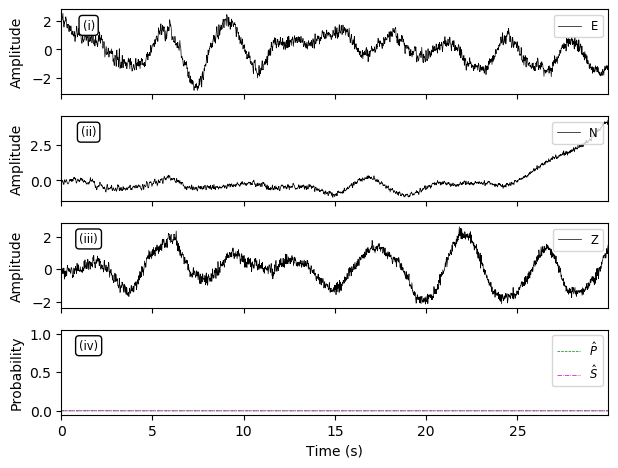 Amplitude
2
0
−2
(i)
E
Amplitude
2.5
0.0
(ii)
N
Amplitude
2
0
−2
(iii)
Z
Probability
1.0
0.5
0.0
(iv)
P̂
Ŝ
0 5 10 15 20 25
Time (s)